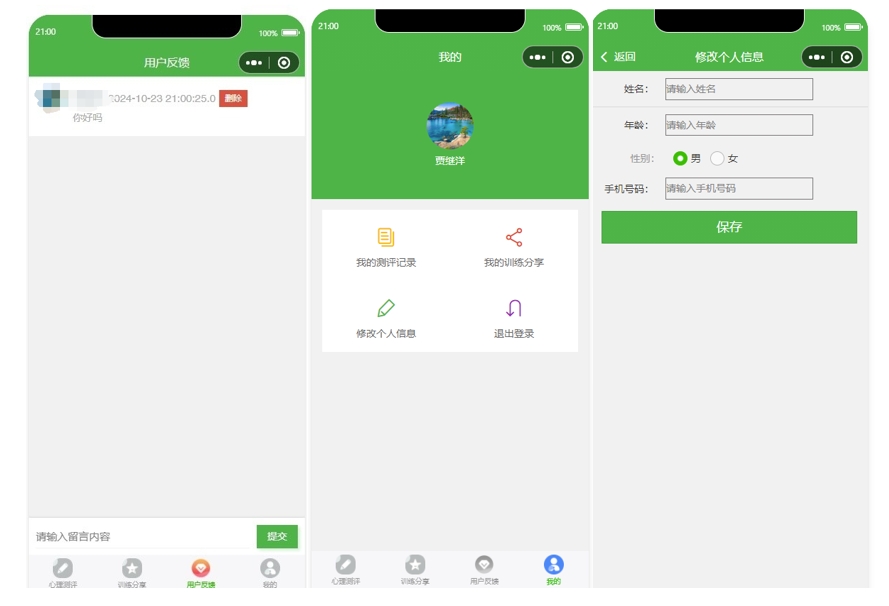 21:00
100%
用户反馈
2024-10-23 21:00:25.0 删除
你好吗
请输入留言内容 提交
心理测评 训练分享 用户反馈 我的
21:00
100%
我的
贾继洋
我的测评记录 我的训练分享
修改个人信息 退出登录
心理测评 训练分享 用户反馈 我的
21:00
100%
返回 修改个人信息
姓名: 请输入姓名
年龄: 请输入年龄
性别: 男 女
手机号码: 请输入手机号码
保存